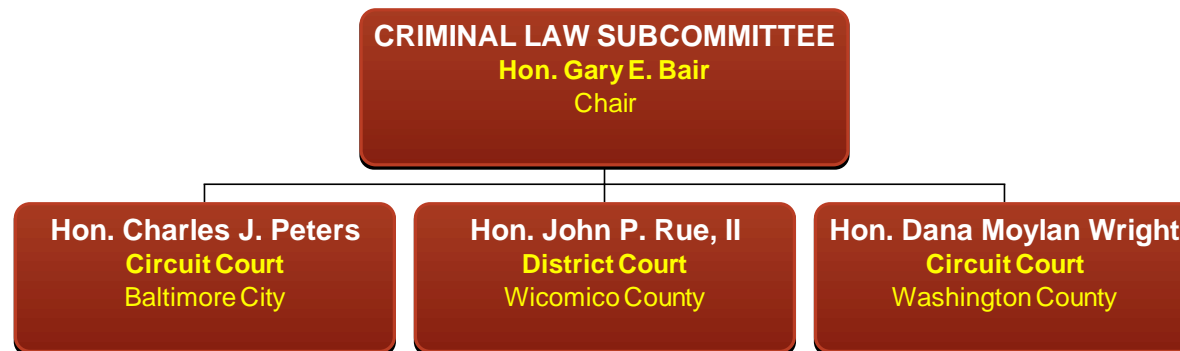 CRIMINAL LAW SUBCOMMITTEE
Hon. Gary E. Bair
Chair
Hon. Charles J. Peters
Circuit Court
Baltimore City
Hon. John P. Rue, II
District Court
Wicomico County
Hon. Dana Moylan Wright
Circuit Court
Washington County